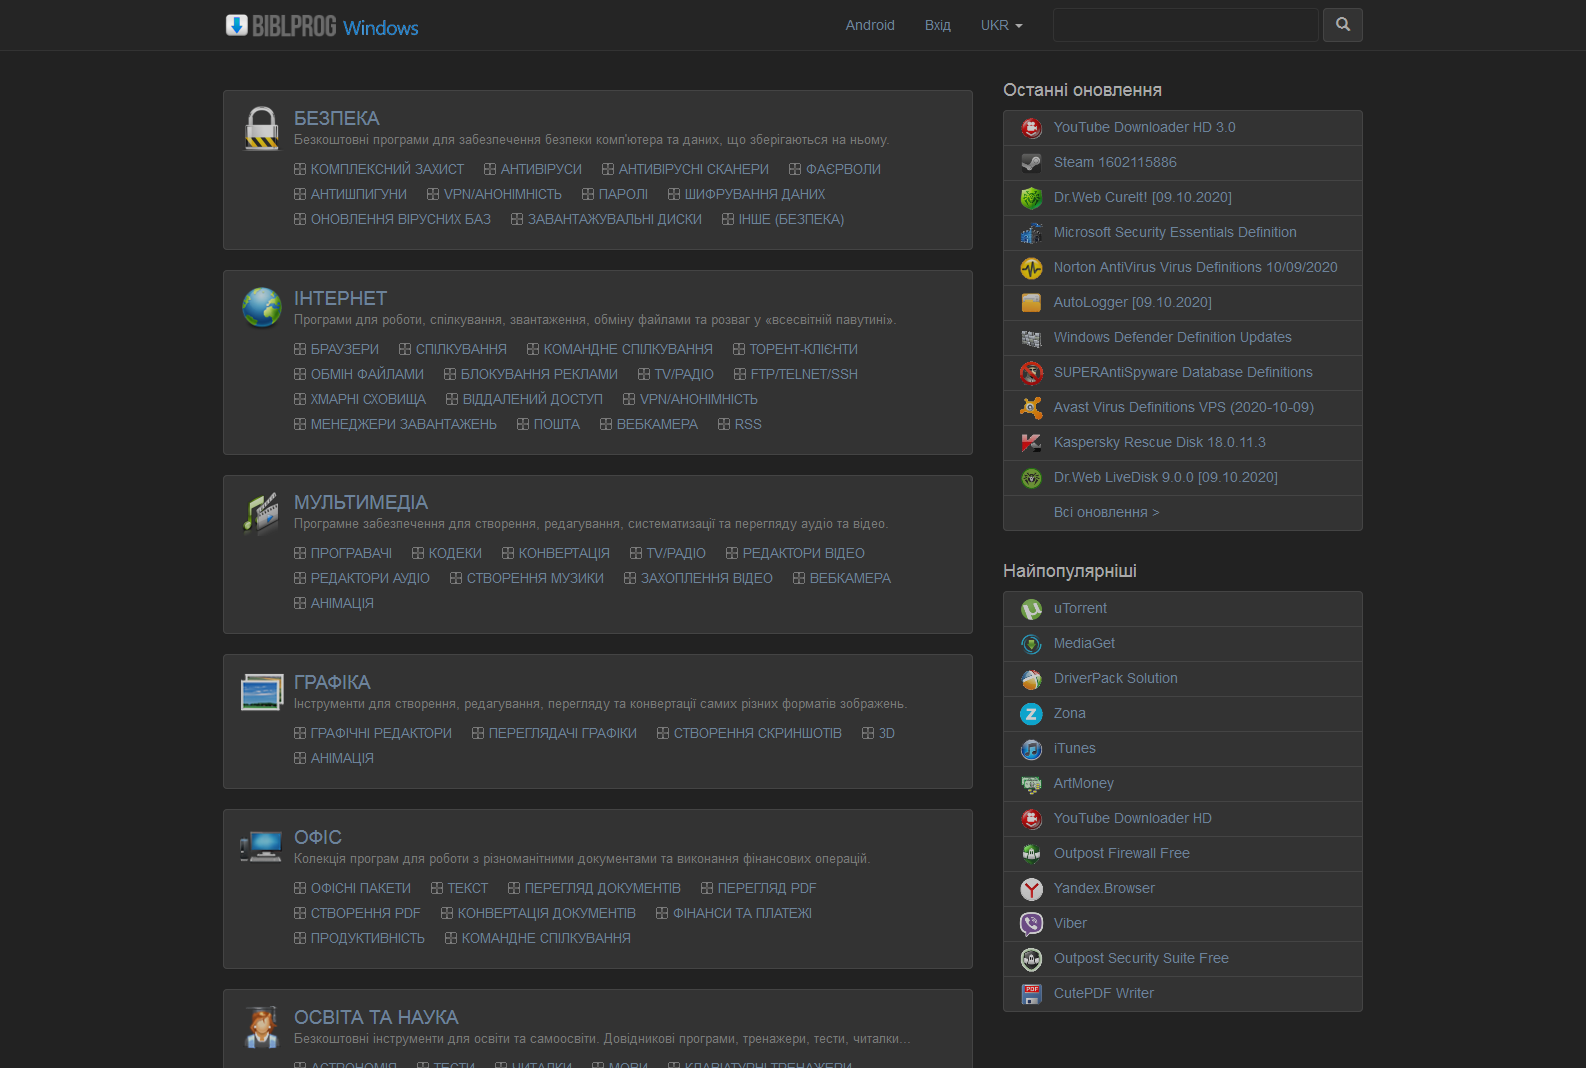 BIBLPROG Windows
Android Вхід UKR
БЕЗПЕКА
Безкоштовні програми для забезпечення безпеки комп'ютера та даних, що зберігаються на ньому.
КОМПЛЕКСНИЙ ЗАХИСТ АНТИВІРУСИ АНТИВІРУСНІ СКАНЕРИ ФАЄРВОЛИ
АНТИШПИГУНИ VPN/АНОНІМНІСТЬ ПАРОЛІ ШИФРУВАННЯ ДАНИХ
ОНОВЛЕННЯ ВІРУСНИХ БАЗ ЗАВАНТАЖУВАЛЬНІ ДИСКИ ІНШЕ (БЕЗПЕКА)
ІНТЕРНЕТ
Програми для роботи, спілкування, звантаження, обміну файлами та розваг у «всесвітній павутині».
БРАУЗЕРИ СПІЛКУВАННЯ КОМАНДНЕ СПІЛКУВАННЯ ТОРЕНТ-КЛІЄНТИ
ОБМІН ФАЙЛАМИ БЛОКУВАННЯ РЕКЛАМИ TV/РАДІО FTP/TELNET/SSH
ХМАРНІ СХОВИЩА ВІДДАЛЕНИЙ ДОСТУП VPN/АНОНІМНІСТЬ
МЕНЕДЖЕРИ ЗАВАНТАЖЕНЬ ПОШТА ВЕБКАМЕРА RSS
МУЛЬТИМЕДІА
Програмне забезпечення для створення, редагування, систематизації та перегляду аудіо та відео.
ПРОГРАВАЧІ КОДЕКИ КОНВЕРТАЦІЯ TV/РАДІО РЕДАКТОРИ ВІДЕО
РЕДАКТОРИ АУДІО СТВОРЕННЯ МУЗИКИ ЗАХОПЛЕННЯ ВІДЕО ВЕБКАМЕРА
АНІМАЦІЯ
ГРАФІКА
Інструменти для створення, редагування, перегляду та конвертації самих різних форматів зображень.
ГРАФІЧНІ РЕДАКТОРИ ПЕРЕГЛЯДАЧІ ГРАФІКИ СТВОРЕННЯ СКРИНШОТІВ 3D
АНІМАЦІЯ
ОФІС
Колекція програм для роботи з різноманітними документами та виконання фінансових операцій.
ОФІСНІ ПАКЕТИ ТЕКСТ ПЕРЕГЛЯД ДОКУМЕНТІВ ПЕРЕГЛЯД PDF
СТВОРЕННЯ PDF КОНВЕРТАЦІЯ ДОКУМЕНТІВ ФІНАНСИ ТА ПЛАТЕЖІ
ПРОДУКТИВНІСТЬ КОМАНДНЕ СПІЛКУВАННЯ
ОСВІТА ТА НАУКА
Безкоштовні інструменти для освіти та самоосвіти. Довідникові програми, тренажери, тести, читалки...
АСТРОНОМІЯ ТЕСТИ ЧИТАЛКИ МОВИ КЛАВІАТУРНІ ТРЕНАЖЕРИ
Останні оновлення
YouTube Downloader HD 3.0
Steam 1602115886
Dr.Web CureIt! [09.10.2020]
Microsoft Security Essentials Definition
Norton AntiVirus Virus Definitions 10/09/2020
AutoLogger [09.10.2020]
Windows Defender Definition Updates
SUPERAntiSpyware Database Definitions
Avast Virus Definitions VPS (2020-10-09)
Kaspersky Rescue Disk 18.0.11.3
Dr.Web LiveDisk 9.0.0 [09.10.2020]
Всі оновлення >
Найпопулярніші
uTorrent
MediaGet
DriverPack Solution
Zona
iTunes
ArtMoney
YouTube Downloader HD
Outpost Firewall Free
Yandex.Browser
Viber
Outpost Security Suite Free
CutePDF Writer